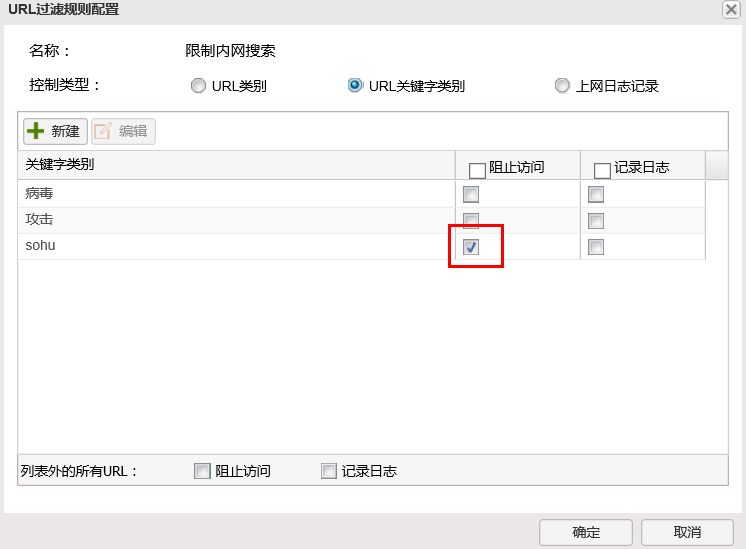 URL过滤规则配置
名称： 限制内网搜索
控制类型： URL类别 URL关键字类别 上网日志记录
新建 编辑
关键字类别 阻止访问 记录日志
病毒
攻击
sohu
列表外的所有URL： 阻止访问 记录日志
确定 取消